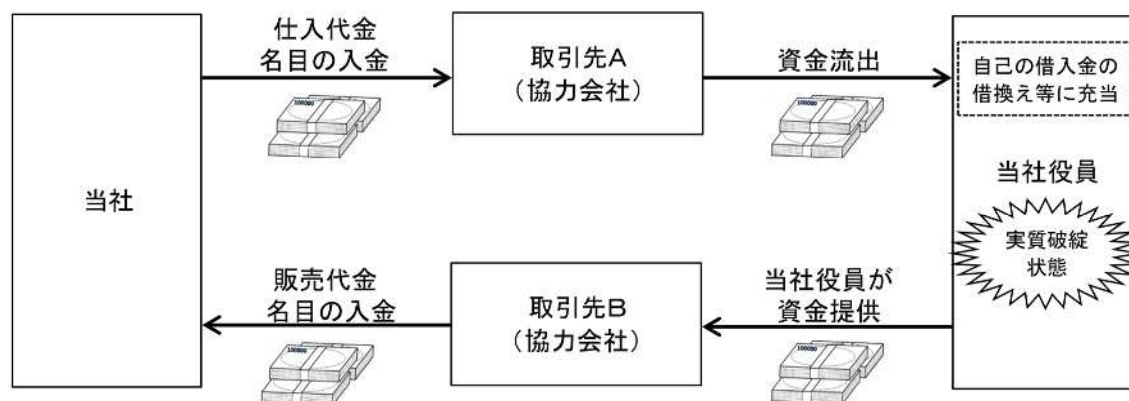 当社
仕入代金
名目の入金
取引先A
（協力会社）
資金流出
自己の借入金の
借換え等に充当
当社役員
実質破綻
状態
販売代金
名目の入金
取引先B
（協力会社）
当社役員が
資金提供